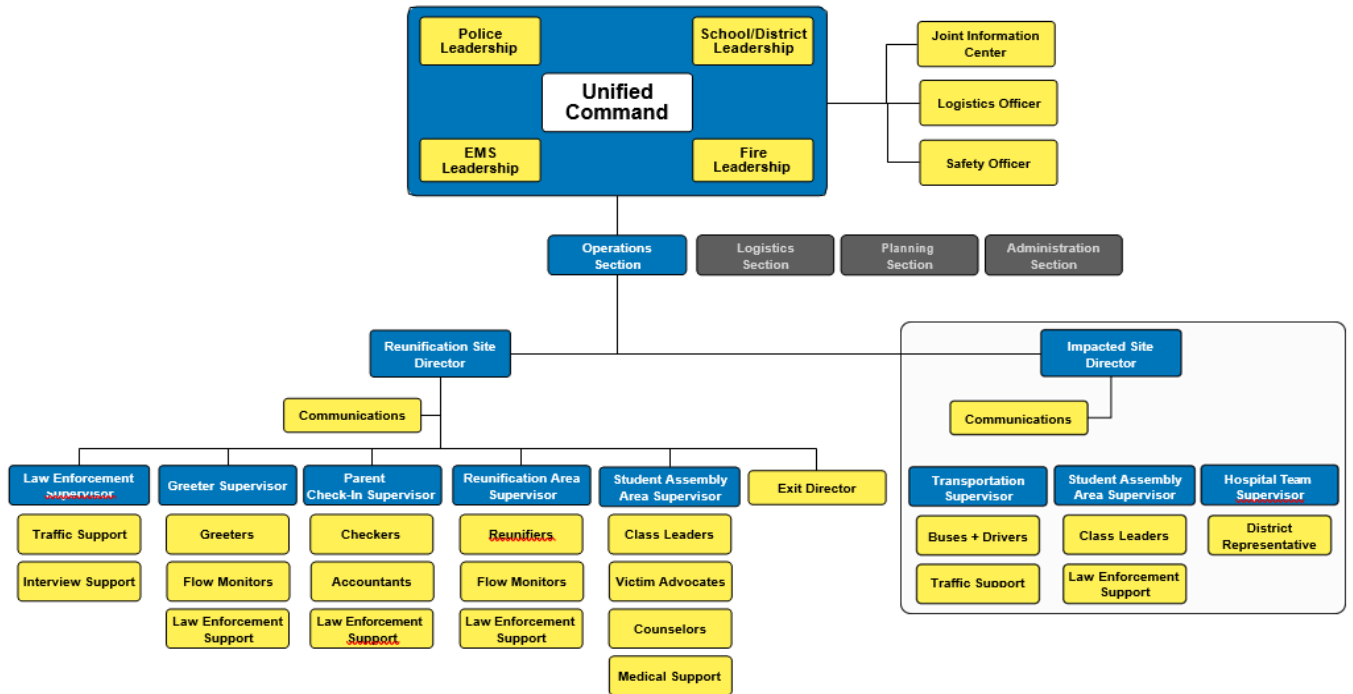 Police
Leadership
School/District
Leadership
Unified
Command
EMS
Leadership
Fire
Leadership
Joint Information
Center
Logistics Officer
Safety Officer
Operations
Section
Logistics
Section
Planning
Section
Administration
Section
Reunification Site
Director
Impacted Site
Director
Communications
Communications
Law Enforcement
Supervisor
Traffic Support
Interview Support
Greeter Supervisor
Greeters
Flow Monitors
Law Enforcement
Support
Parent
Check-In Supervisor
Checkers
Accountants
Law Enforcement
Support
Reunification Area
Supervisor
Reunifiers
Flow Monitors
Law Enforcement
Support
Student Assembly
Area Supervisor
Class Leaders
Victim Advocates
Counselors
Medical Support
Exit Director
Transportation
Supervisor
Buses + Drivers
Traffic Support
Student Assembly
Area Supervisor
Class Leaders
Law Enforcement
Support
Hospital Team
Supervisor
District
Representative